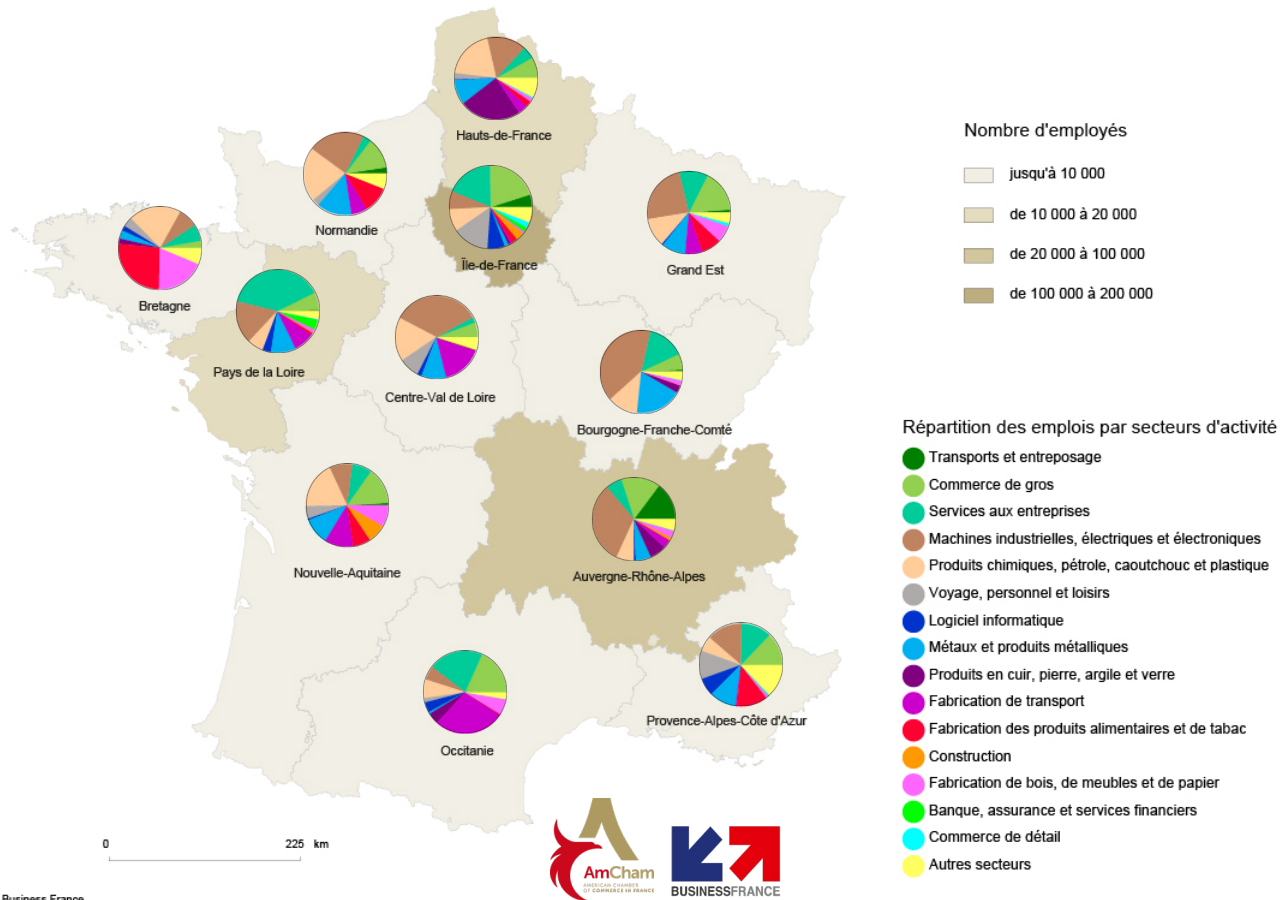 Hauts-de-France
Normandie
Île-de-France
Grand Est
Bretagne
Pays de la Loire
Centre-Val de Loire
Bourgogne-Franche-Comté
Nouvelle-Aquitaine
Auvergne-Rhône-Alpes
Occitanie
Provence-Alpes-Côte d'Azur
Nombre d'employés
jusqu'à 10 000
de 10 000 à 20 000
de 20 000 à 100 000
de 100 000 à 200 000
Répartition des emplois par secteurs d'activité
Transports et entreposage
Commerce de gros
Services aux entreprises
Machines industrielles, électriques et électroniques
Produits chimiques, pétrole, caoutchouc et plastique
Voyage, personnel et loisirs
Logiciel informatique
Métaux et produits métalliques
Produits en cuir, pierre, argile et verre
Fabrication de transport
Fabrication des produits alimentaires et de tabac
Construction
Fabrication de bois, de meubles et de papier
Banque, assurance et services financiers
Commerce de détail
Autres secteurs
0 225 km
AmCham
AMERICAN CHAMBER
OF COMMERCE IN FRANCE
BUSINESSFRANCE
Business France